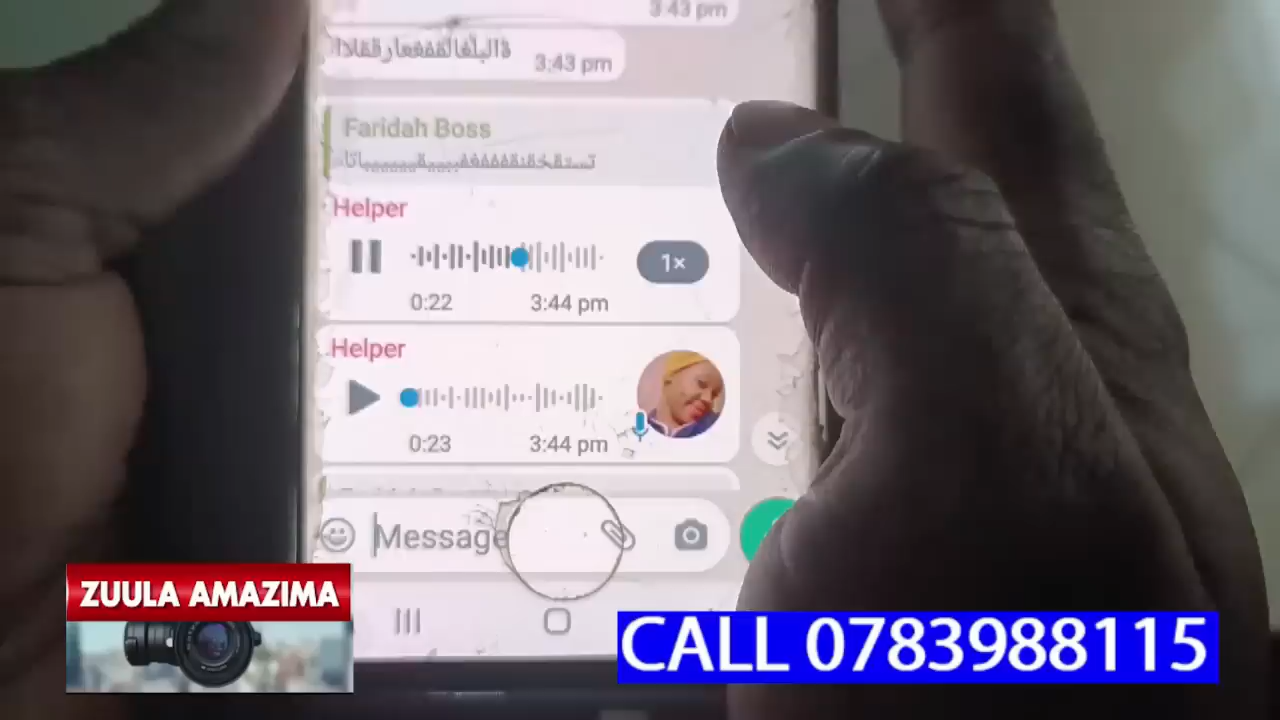 3:43 pm
3:43 pm
Faridah Boss
Helper
1×
0:22
3:44 pm
Helper
0:23
3:44 pm
Message
ZUULA AMAZIMA
CALL 0783988115